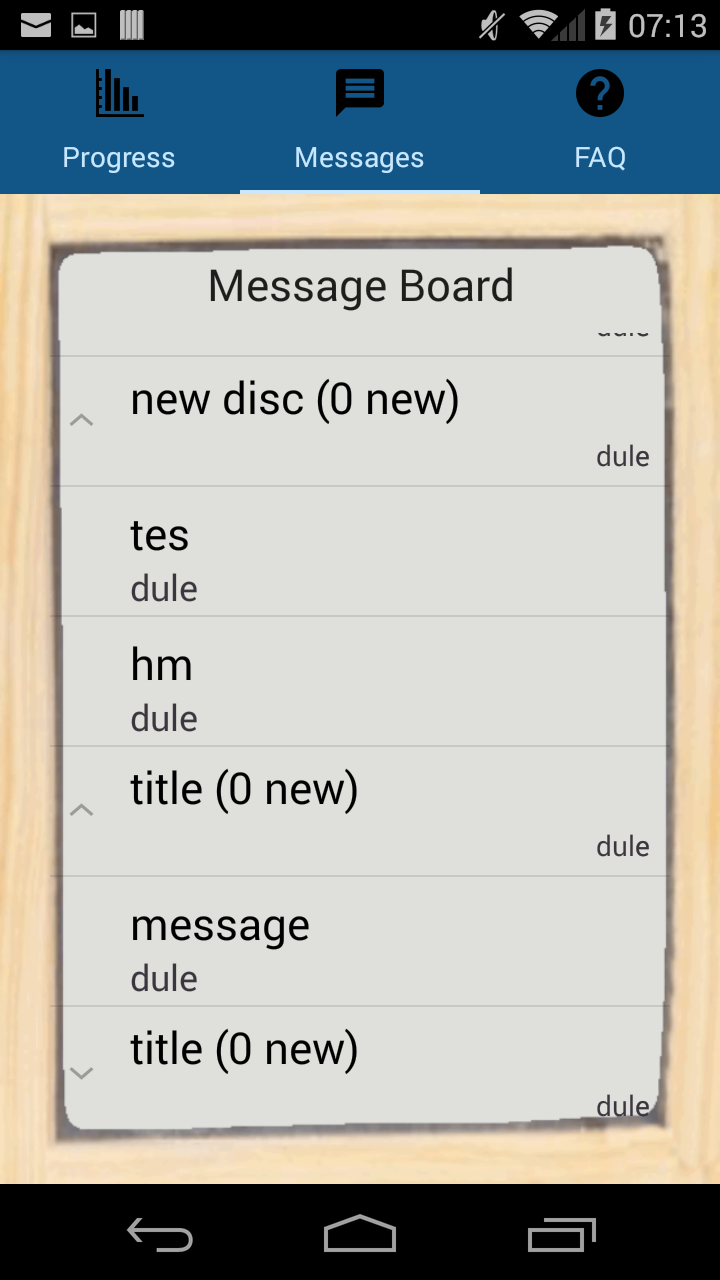 07:13
Progress
Messages
FAQ
Message Board
new disc (0 new)
dule
tes
dule
hm
dule
title (0 new)
dule
message
dule
title (0 new)
dule